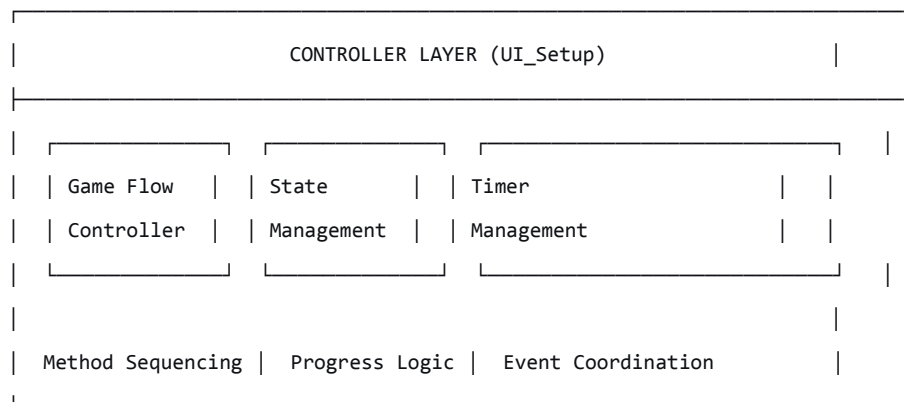 CONTROLLER LAYER (UI_Setup)
Game Flow State Timer
Controller Management Management
Method Sequencing │ Progress Logic │ Event Coordination